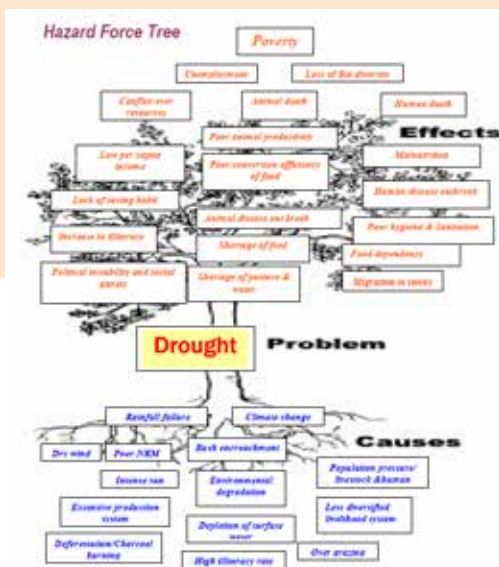 Hazard Force Tree
Poverty
Unemployment
Loss of Bio diversity
Conflict over
resources
Animal death
Human death
Effects
Poor animal productivity
Low per capita
income
Poor conversion efficiency
of feed
Malnutrition
Lack of saving habit
Human disease outbreak
Animal disease out break
Increase in illiteracy
Poor hygiene & Sanitation
Shortage of food
Food dependency
Political instability and social
unrest
Shortage of pasture &
water
Migration to towns
Drought
Problem
Rainfall failure
Climate change
Causes
Dry wind
Poor NRM
Bush encroachment
Intense sun
Environmental
degradation
Population pressure/
livestock &human
Extensive production
system
Less diversified
livelihood system
Depletion of surface
water
Deforestation/Charcoal
burning
Over grazing
High illiteracy rate